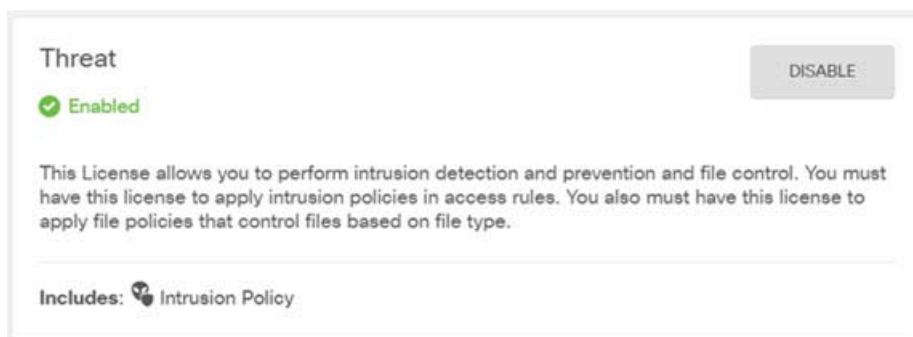 Threat
DISABLE
Enabled
This License allows you to perform intrusion detection and prevention and file control. You must
have this license to apply intrusion policies in access rules. You also must have this license to
apply file policies that control files based on file type.
Includes: Intrusion Policy